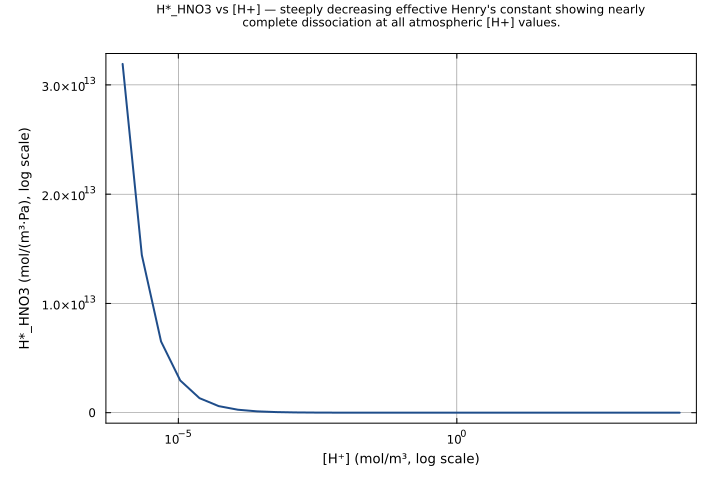 H*_HNO3 vs [H+] — steeply decreasing effective Henry's constant showing nearly
complete dissociation at all atmospheric [H+] values.
H*_HNO3 (mol/(m³·Pa), log scale)
3.0×10¹³
2.0×10¹³
1.0×10¹³
0
10⁻⁵
10⁰
[H⁺] (mol/m³, log scale)